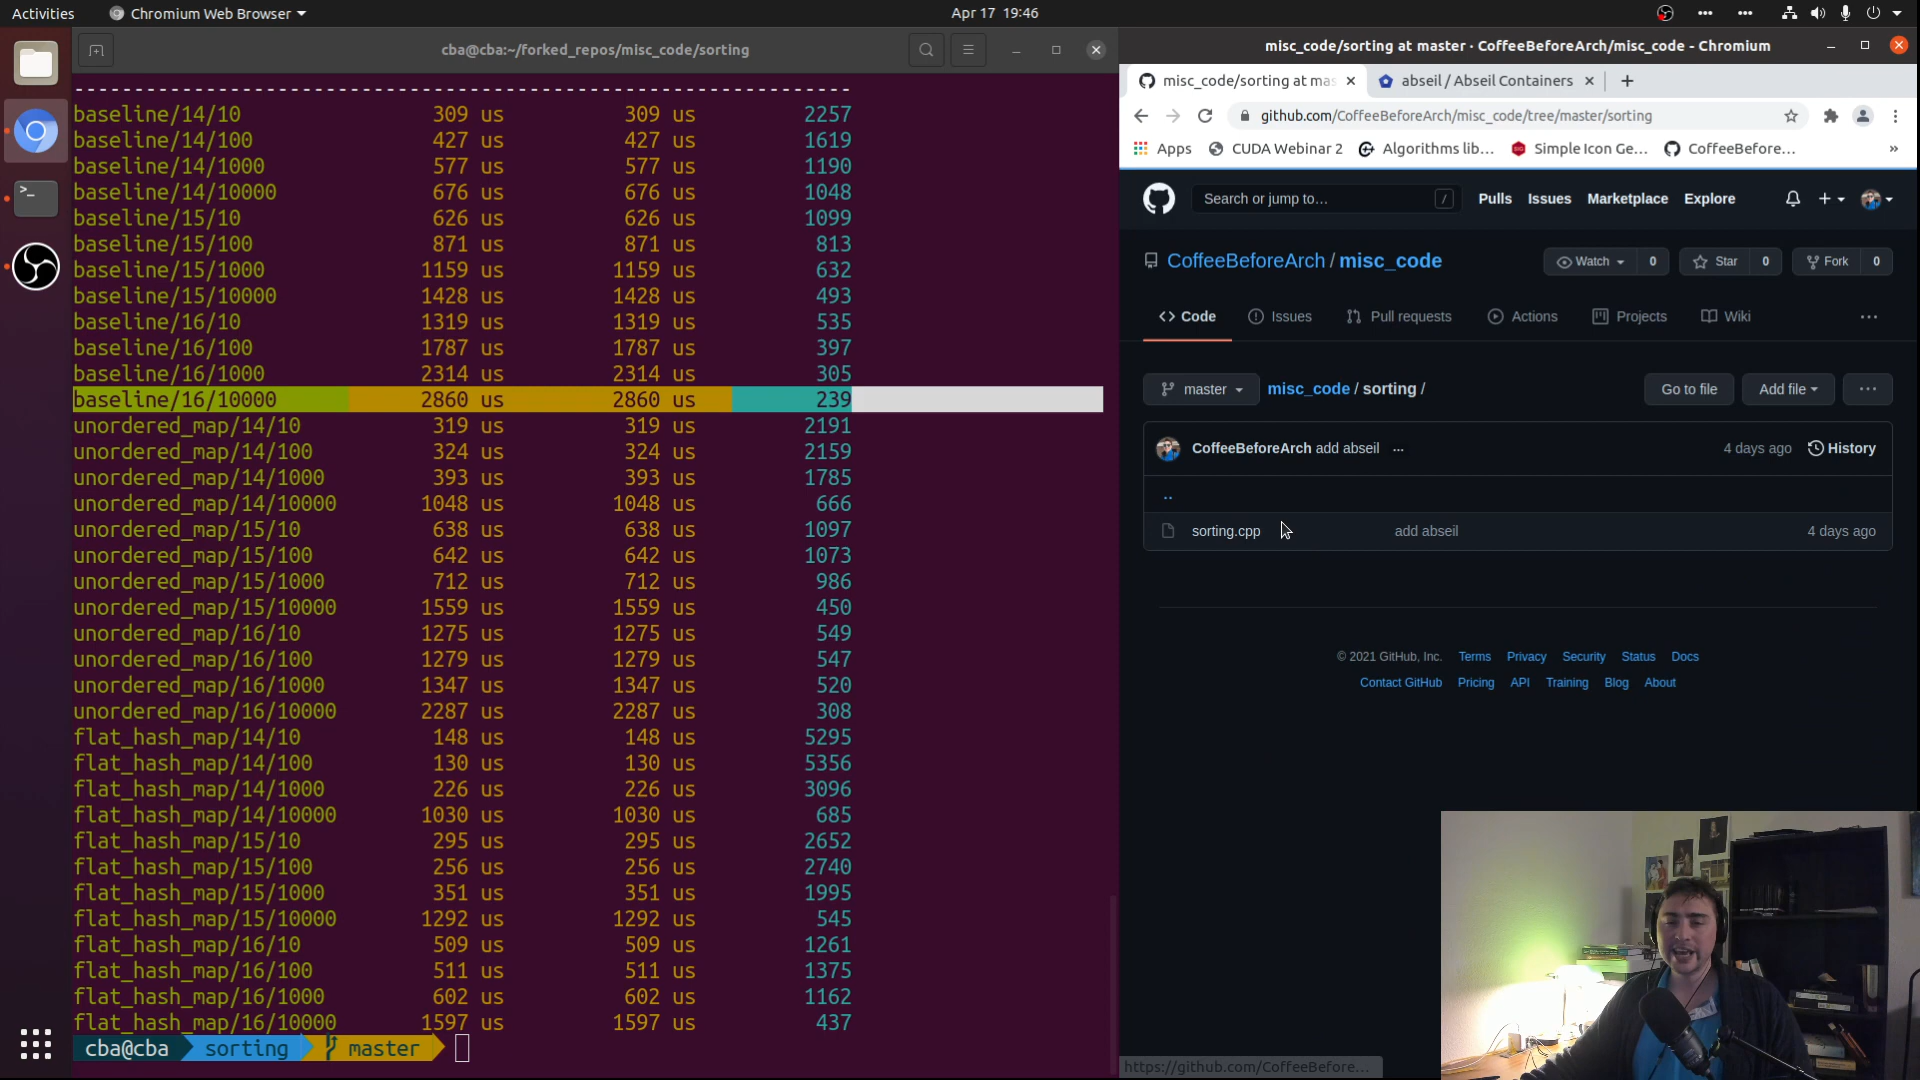 Activities Chromium Web Browser Apr 17 19:46
cba@cba:~/forked_repos/misc_code/sorting
-----------------------------------------------------------------
baseline/14/10 309 us 309 us 2257
baseline/14/100 427 us 427 us 1619
baseline/14/1000 577 us 577 us 1190
baseline/14/10000 676 us 676 us 1048
baseline/15/10 626 us 626 us 1099
baseline/15/100 871 us 871 us 813
baseline/15/1000 1159 us 1159 us 632
baseline/15/10000 1428 us 1428 us 493
baseline/16/10 1319 us 1319 us 535
baseline/16/100 1787 us 1787 us 397
baseline/16/1000 2314 us 2314 us 305
baseline/16/10000 2860 us 2860 us 239
unordered_map/14/10 319 us 319 us 2191
unordered_map/14/100 324 us 324 us 2159
unordered_map/14/1000 393 us 393 us 1785
unordered_map/14/10000 1048 us 1048 us 666
unordered_map/15/10 638 us 638 us 1097
unordered_map/15/100 642 us 642 us 1073
unordered_map/15/1000 712 us 712 us 986
unordered_map/15/10000 1559 us 1559 us 450
unordered_map/16/10 1275 us 1275 us 549
unordered_map/16/100 1279 us 1279 us 547
unordered_map/16/1000 1347 us 1347 us 520
unordered_map/16/10000 2287 us 2287 us 308
flat_hash_map/14/10 148 us 148 us 5295
flat_hash_map/14/100 130 us 130 us 5356
flat_hash_map/14/1000 226 us 226 us 3096
flat_hash_map/14/10000 1030 us 1030 us 685
flat_hash_map/15/10 295 us 295 us 2652
flat_hash_map/15/100 256 us 256 us 2740
flat_hash_map/15/1000 351 us 351 us 1995
flat_hash_map/15/10000 1292 us 1292 us 545
flat_hash_map/16/10 509 us 509 us 1261
flat_hash_map/16/100 511 us 511 us 1375
flat_hash_map/16/1000 602 us 602 us 1162
flat_hash_map/16/10000 1597 us 1597 us 437
cba@cba sorting master
misc_code/sorting at master · CoffeeBeforeArch/misc_code - Chromium
misc_code/sorting at mas abseil / Abseil Containers
github.com/CoffeeBeforeArch/misc_code/tree/master/sorting
Apps CUDA Webinar 2 Algorithms lib... Simple Icon Ge... CoffeeBefore... »
Search or jump to… / Pulls Issues Marketplace Explore
CoffeeBeforeArch / misc_code Watch 0 Star 0 Fork 0
<> Code Issues Pull requests Actions Projects Wiki ...
master misc_code / sorting / Go to file Add file ...
CoffeeBeforeArch add abseil ... 4 days ago History
..
sorting.cpp add abseil 4 days ago
© 2021 GitHub, Inc. Terms Privacy Security Status Docs
Contact GitHub Pricing API Training Blog About
https://github.com/CoffeeBefore...